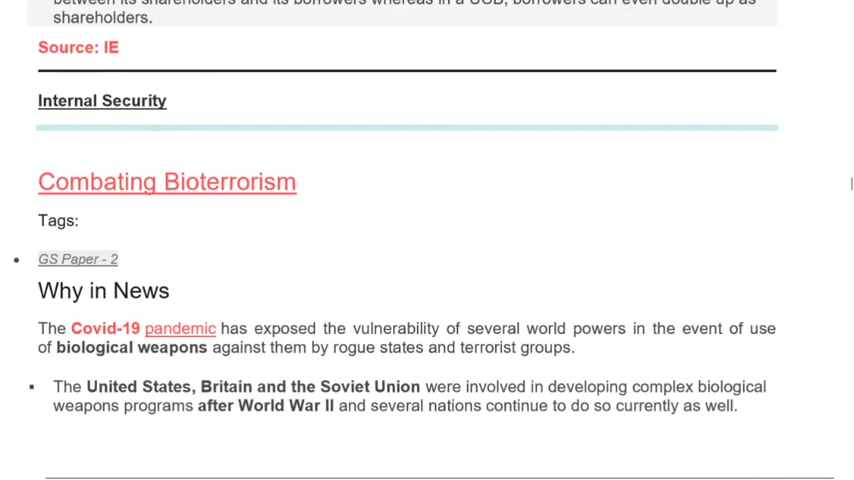 shareholders.
Source: IE
Internal Security
Combating Bioterrorism
Tags:
• GS Paper - 2
Why in News
The Covid-19 pandemic has exposed the vulnerability of several world powers in the event of use
of biological weapons against them by rogue states and terrorist groups.
▪ The United States, Britain and the Soviet Union were involved in developing complex biological
weapons programs after World War II and several nations continue to do so currently as well.